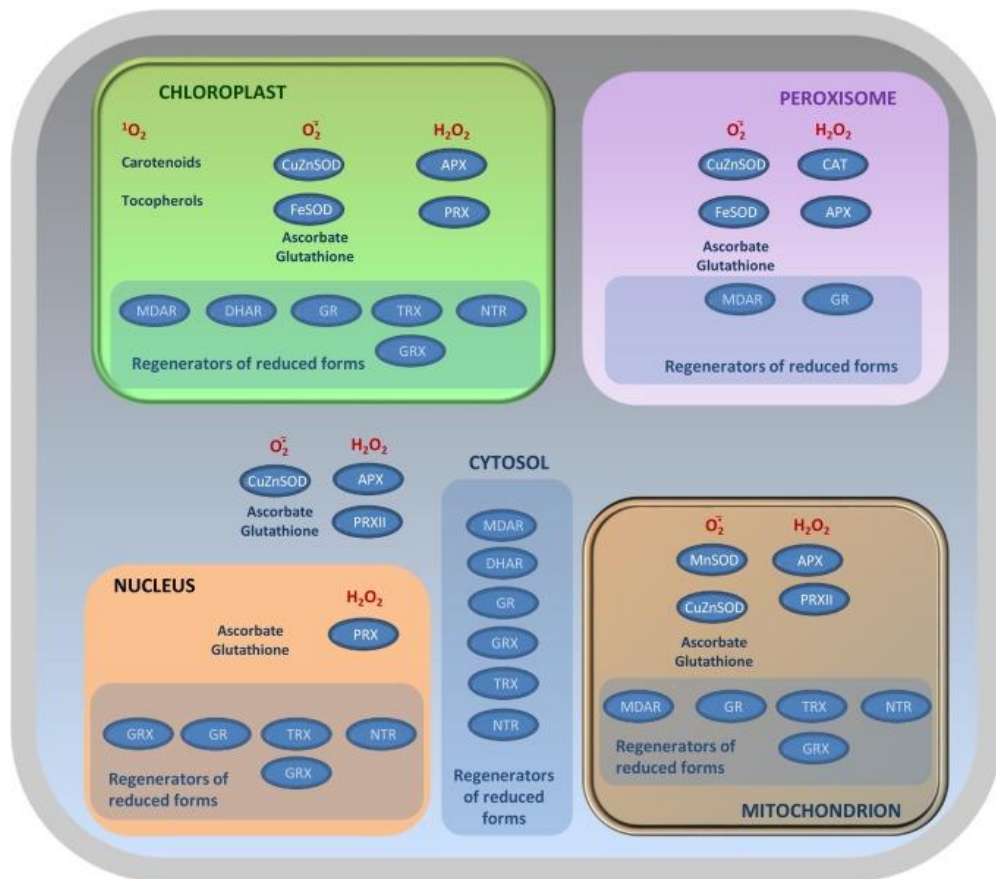 CHLOROPLAST
¹O₂ O₂·̄ H₂O₂
Carotenoids CuZnSOD APX
Tocopherols FeSOD PRX
Ascorbate
Glutathione
MDAR DHAR GR TRX NTR
GRX
Regenerators of reduced forms
PEROXISOME
O₂·̄ H₂O₂
CuZnSOD CAT
FeSOD APX
Ascorbate
Glutathione
MDAR GR
Regenerators of reduced forms
O₂·̄ H₂O₂
CuZnSOD APX
Ascorbate
Glutathione
PRXII
CYTOSOL
MDAR
DHAR
GR
GRX
TRX
NTR
Regenerators
of reduced
forms
NUCLEUS
H₂O₂
PRX
Ascorbate
Glutathione
GRX GR TRX NTR
GRX
Regenerators of
reduced forms
O₂·̄ H₂O₂
MnSOD APX
CuZnSOD PRXII
Ascorbate
Glutathione
MDAR GR TRX NTR
GRX
Regenerators of
reduced forms
MITOCHONDRION